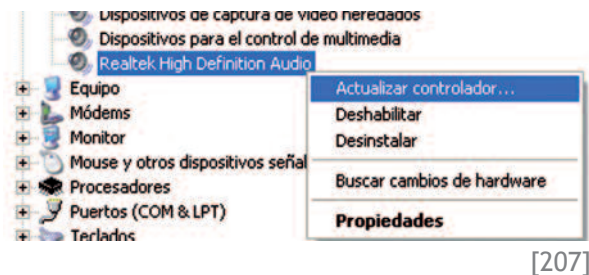 Dispositivos de captura de vídeo heredados
Dispositivos para el control de multimedia
Realtek High Definition Audio
Equipo
Módems
Monitor
Mouse y otros dispositivos señal
Procesadores
Puertos (COM & LPT)
Teclados
Actualizar controlador...
Deshabilitar
Desinstalar
Buscar cambios de hardware
Propiedades
[207]